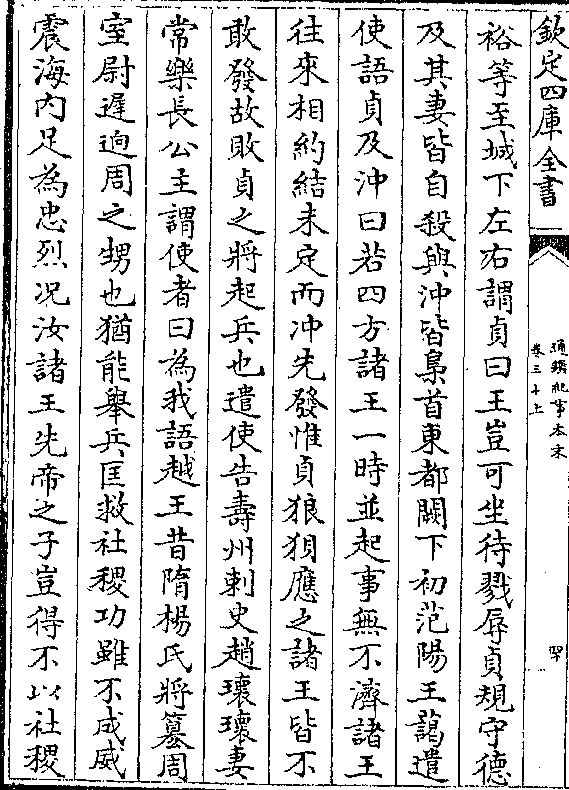 欽定四庫全書
通鑑紀事本末
卷三十上
裕等至城下左右謂貞曰王豈可坐待戮辱貞規守德
及其妻皆自殺與沖皆梟首東都闕下初范陽王藹遣
使語貞及沖曰若四方諸王一時並起事無不濟諸王
往來相約結未定而沖先發惟貞狼狽應之諸王皆不
敢發故敗貞之將起兵也遣使告壽州刺史趙瓌瓌妻
常樂長公主謂使者曰為我語越王昔隋楊氏將篡周
室尉遲迥周之甥也猶能舉兵匡救社稷功雖不成威
震海内足為忠烈况汝諸王先帝之子豈得不以社稷